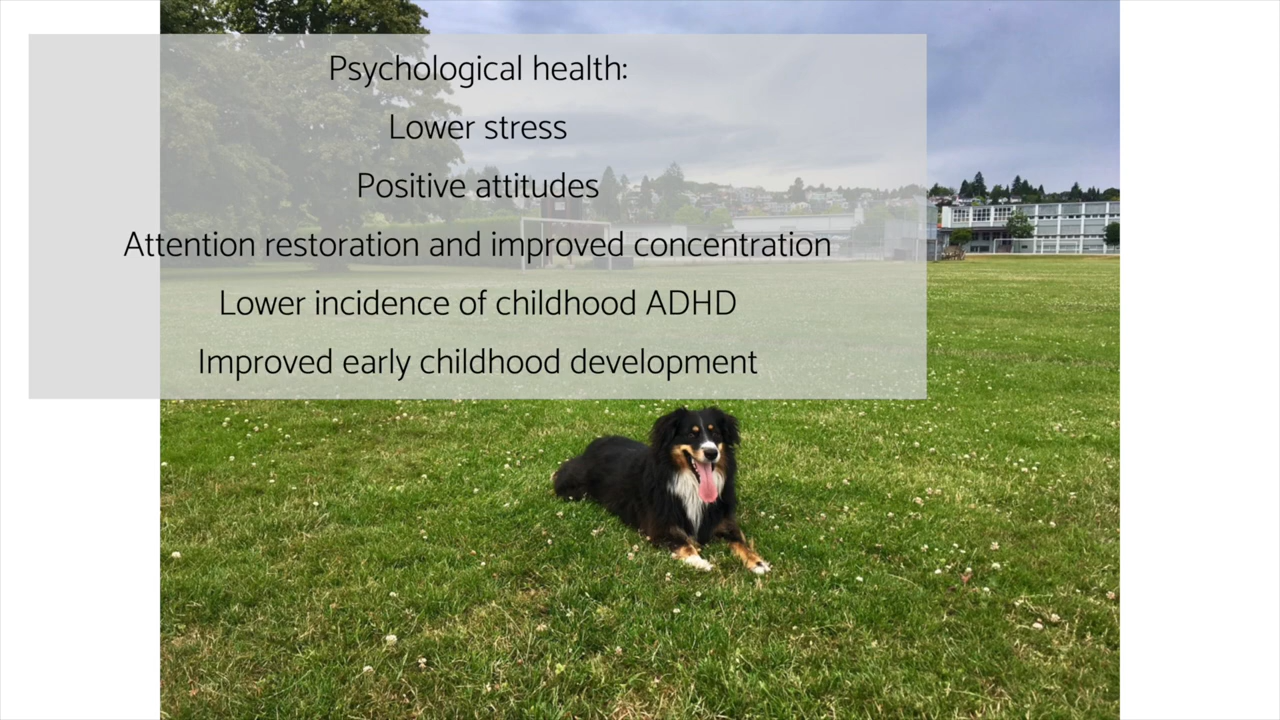 Psychological health:
Lower stress
Positive attitudes
Attention restoration and improved concentration
Lower incidence of childhood ADHD
Improved early childhood development